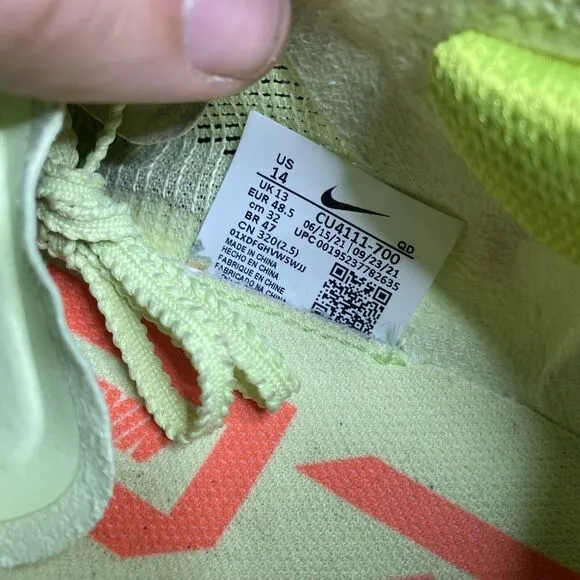 US
14
UK 13
EUR 48.5
cm 32
BR 47
CN 320(2.5)
01XDFGHVW5WJJ
MADE IN CHINA
HECHO EN CHINA
FABRIQUE EN CHINE
FABRICADO NA CHINA
CU4111-700 QD
06/15/21 09/23/21
UPC 00195237782635